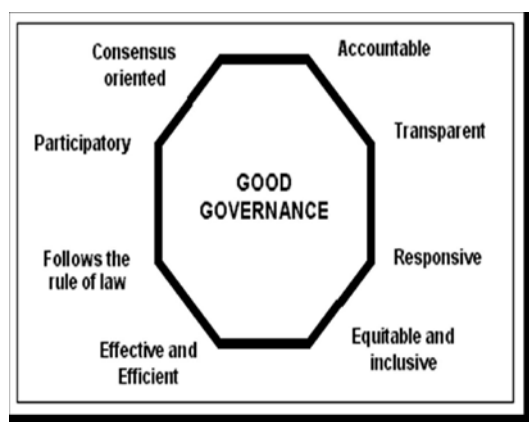 Consensus
oriented
Accountable
Participatory
Transparent
GOOD
GOVERNANCE
Follows the
rule of law
Responsive
Effective and
Efficient
Equitable and
inclusive